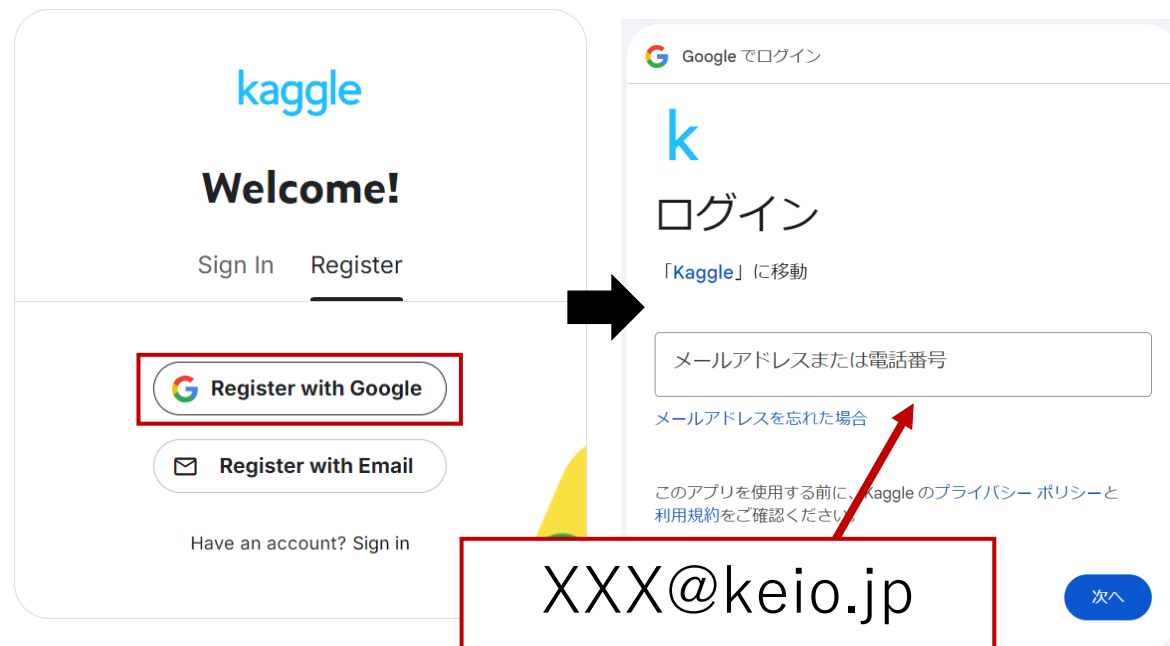 kaggle
Welcome!
Sign In Register
Register with Google
Register with Email
Have an account? Sign in
Google でログイン
k
ログイン
「Kaggle」に移動
メールアドレスまたは電話番号
メールアドレスを忘れた場合
このアプリを使用する前に、Kaggle のプライバシー ポリシーと
利用規約をご確認ください。
XXX@keio.jp
次へ